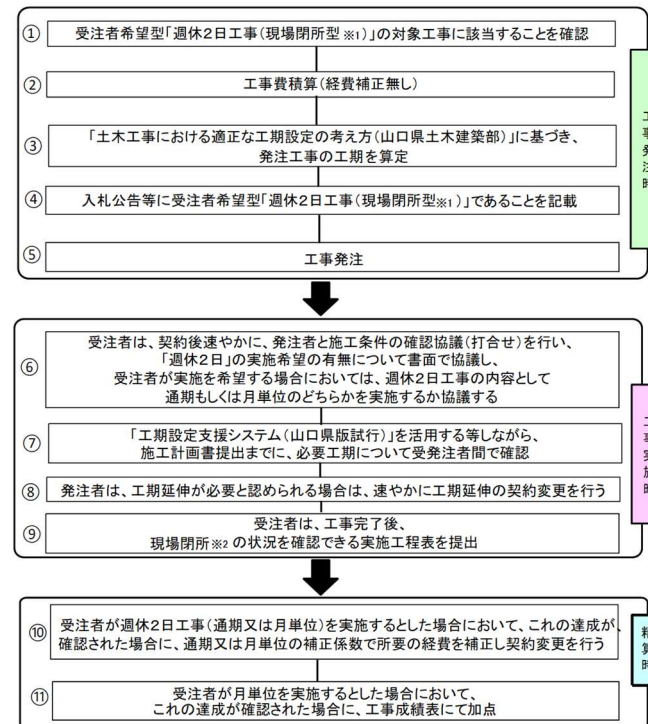 ① 受注者希望型「週休2日工事(現場閉所型※1)」の対象工事に該当することを確認
② 工事費積算(経費補正無し)
③ 「土木工事における適正な工期設定の考え方(山口県土木建築部)」に基づき、
発注工事の工期を算定
④ 入札公告等に受注者希望型「週休2日工事(現場閉所型※1)」であることを記載
⑤ 工事発注
工事発注時
⑥ 受注者は、契約後速やかに、発注者と施工条件の確認協議(打合せ)を行い、
「週休2日」の実施希望の有無について書面で協議し、
受注者が実施を希望する場合においては、週休2日工事の内容として
通期もしくは月単位のどちらかを実施するか協議する
⑦ 「工期設定支援システム(山口県版試行)」を活用する等しながら、
施工計画書提出までに、必要工期について受発注者間で確認
⑧ 発注者は、工期延伸が必要と認められる場合は、速やかに工期延伸の契約変更を行う
⑨ 受注者は、工事完了後、
現場閉所※2の状況を確認できる実施工程表を提出
工事実施時
⑩ 受注者が週休2日工事(通期又は月単位)を実施するとした場合において、これの達成が、
確認された場合に、通期又は月単位の補正係数で所要の経費を補正し契約変更を行う
⑪ 受注者が月単位を実施するとした場合において、
これの達成が確認された場合に、工事成績表にて加点
精算時